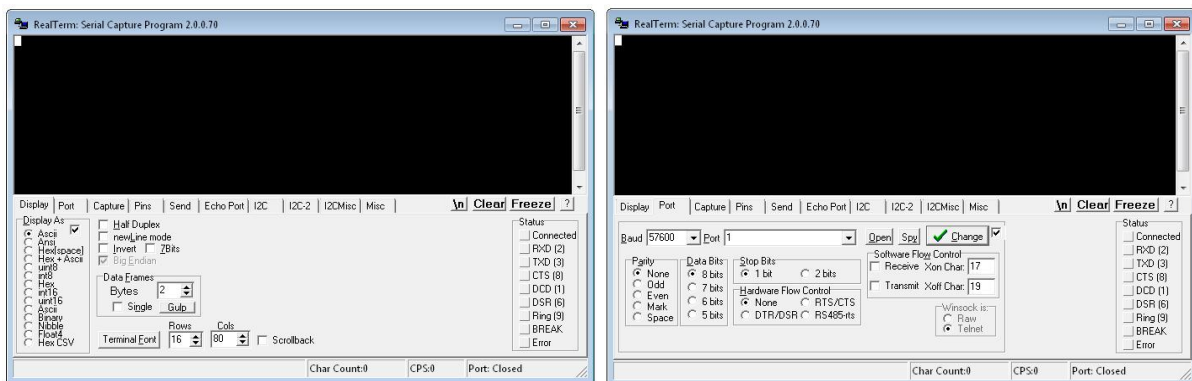 RealTerm: Serial Capture Program 2.0.0.70
Display Port Capture Pins Send Echo Port I2C I2C-2 I2CMisc Misc \n Clear Freeze ?
Display As
Ascii
Ansi
Hex[space]
Hex + Ascii
uint8
int8
Hex
int16
uint16
Ascii
Binary
Nibble
Float4
Hex CSV
Half Duplex
newLine mode
Invert 7Bits
Big Endian
Data Frames
Bytes 2
Single Gulp
Rows Cols
Terminal Font 16 80 Scrollback
Status
Connected
RXD (2)
TXD (3)
CTS (8)
DCD (1)
DSR (6)
Ring (9)
BREAK
Error
Char Count:0 CPS:0 Port: Closed
RealTerm: Serial Capture Program 2.0.0.70
Display Port Capture Pins Send Echo Port I2C I2C-2 I2CMisc Misc \n Clear Freeze ?
Baud 57600 Port 1 Open Spy Change
Parity
None
Odd
Even
Mark
Space
Data Bits
8 bits
7 bits
6 bits
5 bits
Stop Bits
1 bit 2 bits
Hardware Flow Control
None RTS/CTS
DTR/DSR RS485-rts
Software Flow Control
Receive Xon Char: 17
Transmit Xoff Char: 19
Winsock is:
Raw
Telnet
Status
Connected
RXD (2)
TXD (3)
CTS (8)
DCD (1)
DSR (6)
Ring (9)
BREAK
Error
Char Count:0 CPS:0 Port: Closed